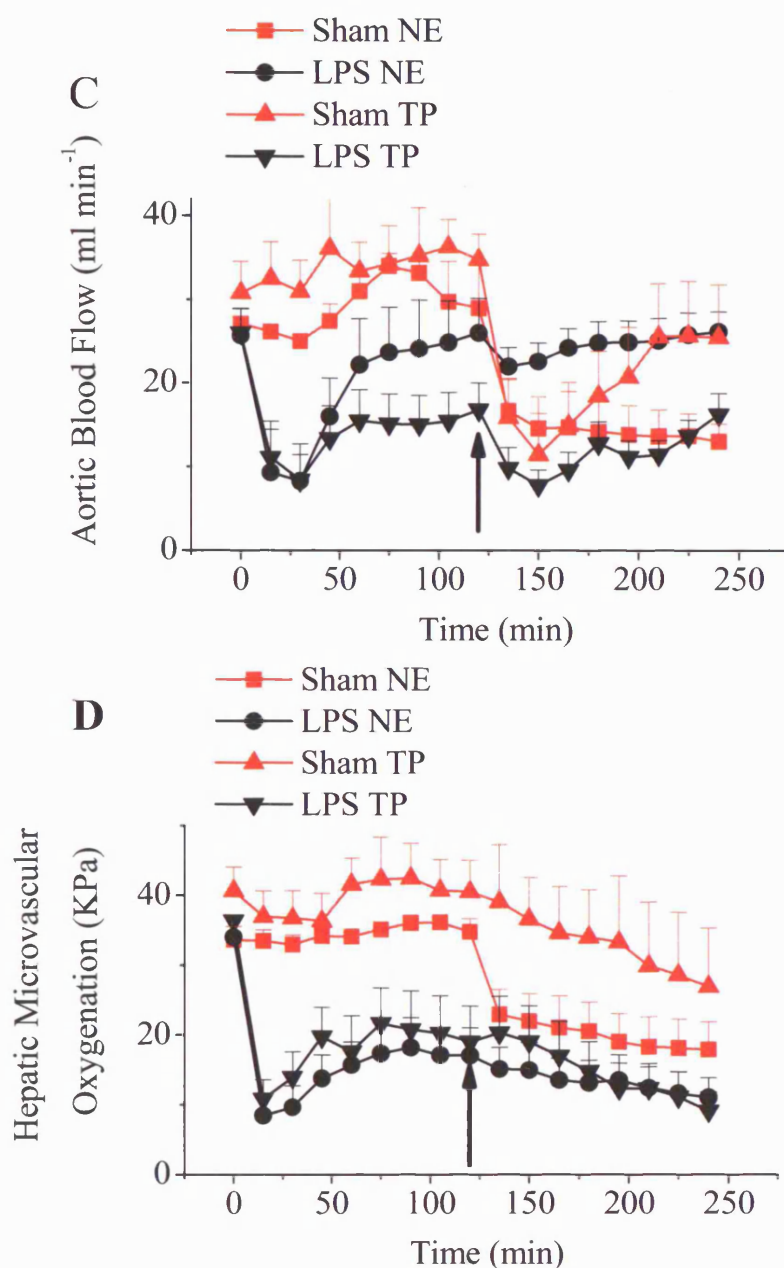 C
Sham NE
LPS NE
Sham TP
LPS TP
Aortic Blood Flow (ml min⁻¹)
40
20
0
0 50 100 150 200 250
Time (min)
D
Sham NE
LPS NE
Sham TP
LPS TP
Hepatic Microvascular
Oxygenation (KPa)
40
20
0
0 50 100 150 200 250
Time (min)